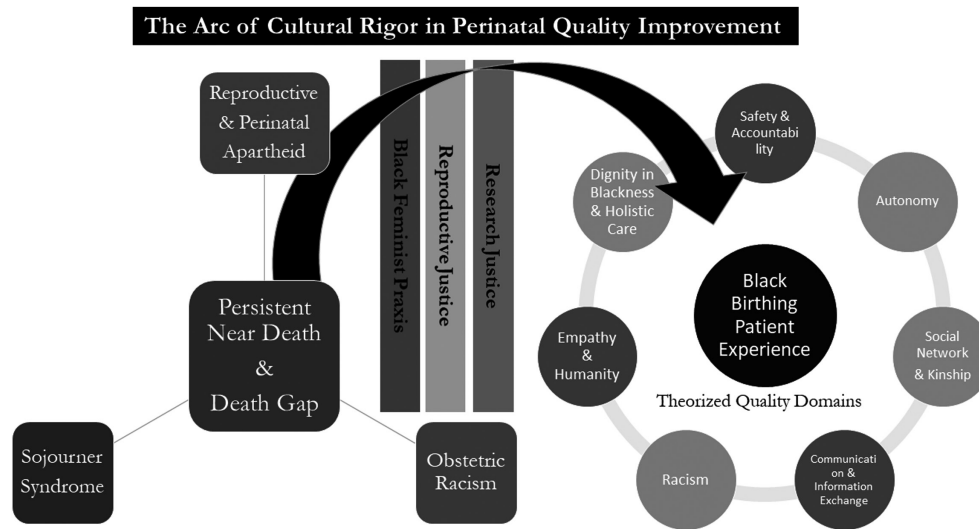 The Arc of Cultural Rigor in Perinatal Quality Improvement
Reproductive
& Perinatal
Apartheid
Persistent
Near Death
&
Death Gap
Sojourner
Syndrome
Obstetric
Racism
Black Feminist Praxis
Reproductive Justice
Research Justice
Safety &
Accountabi
lity
Autonomy
Social
Network
& Kinship
Communicati
on &
Information
Exchange
Racism
Empathy
&
Humanity
Dignity in
Blackness
& Holistic
Care
Black
Birthing
Patient
Experience
Theorized Quality Domains